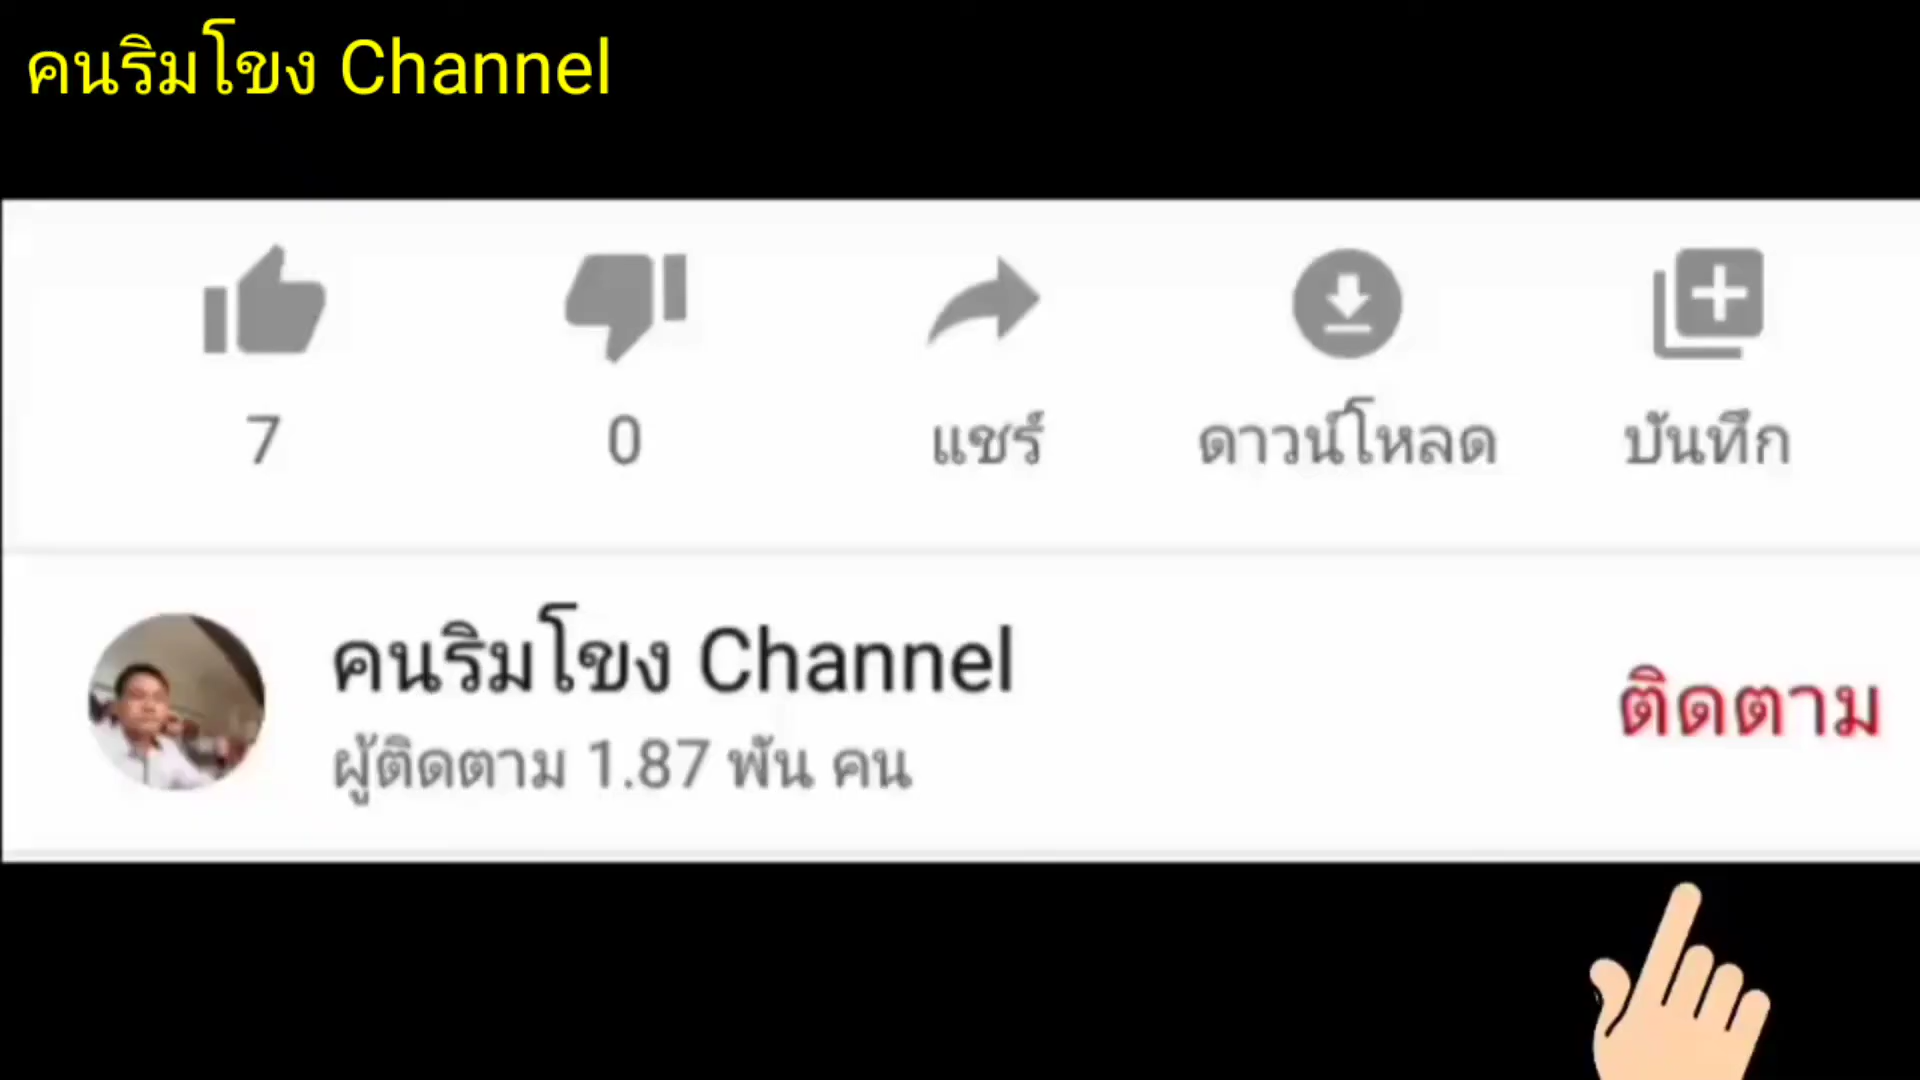 คนริมโขง Channel
7 0 แชร์ ดาวน์โหลด บันทึก
คนริมโขง Channel
ติดตาม
ผู้ติดตาม 1.87 พัน คน